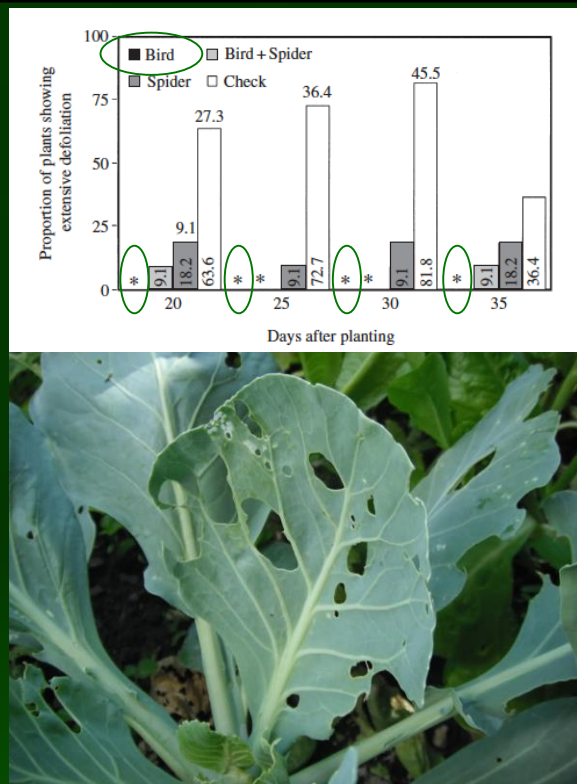 Proportion of plants showing
extensive defoliation
100
75
50
25
0
Bird
Bird + Spider
Spider
Check
27.3
36.4
45.5
9.1
* 9.1 18.2 63.6
* * 9.1 72.7
* * 9.1 81.8
* 9.1 18.2 36.4
20 25 30 35
Days after planting